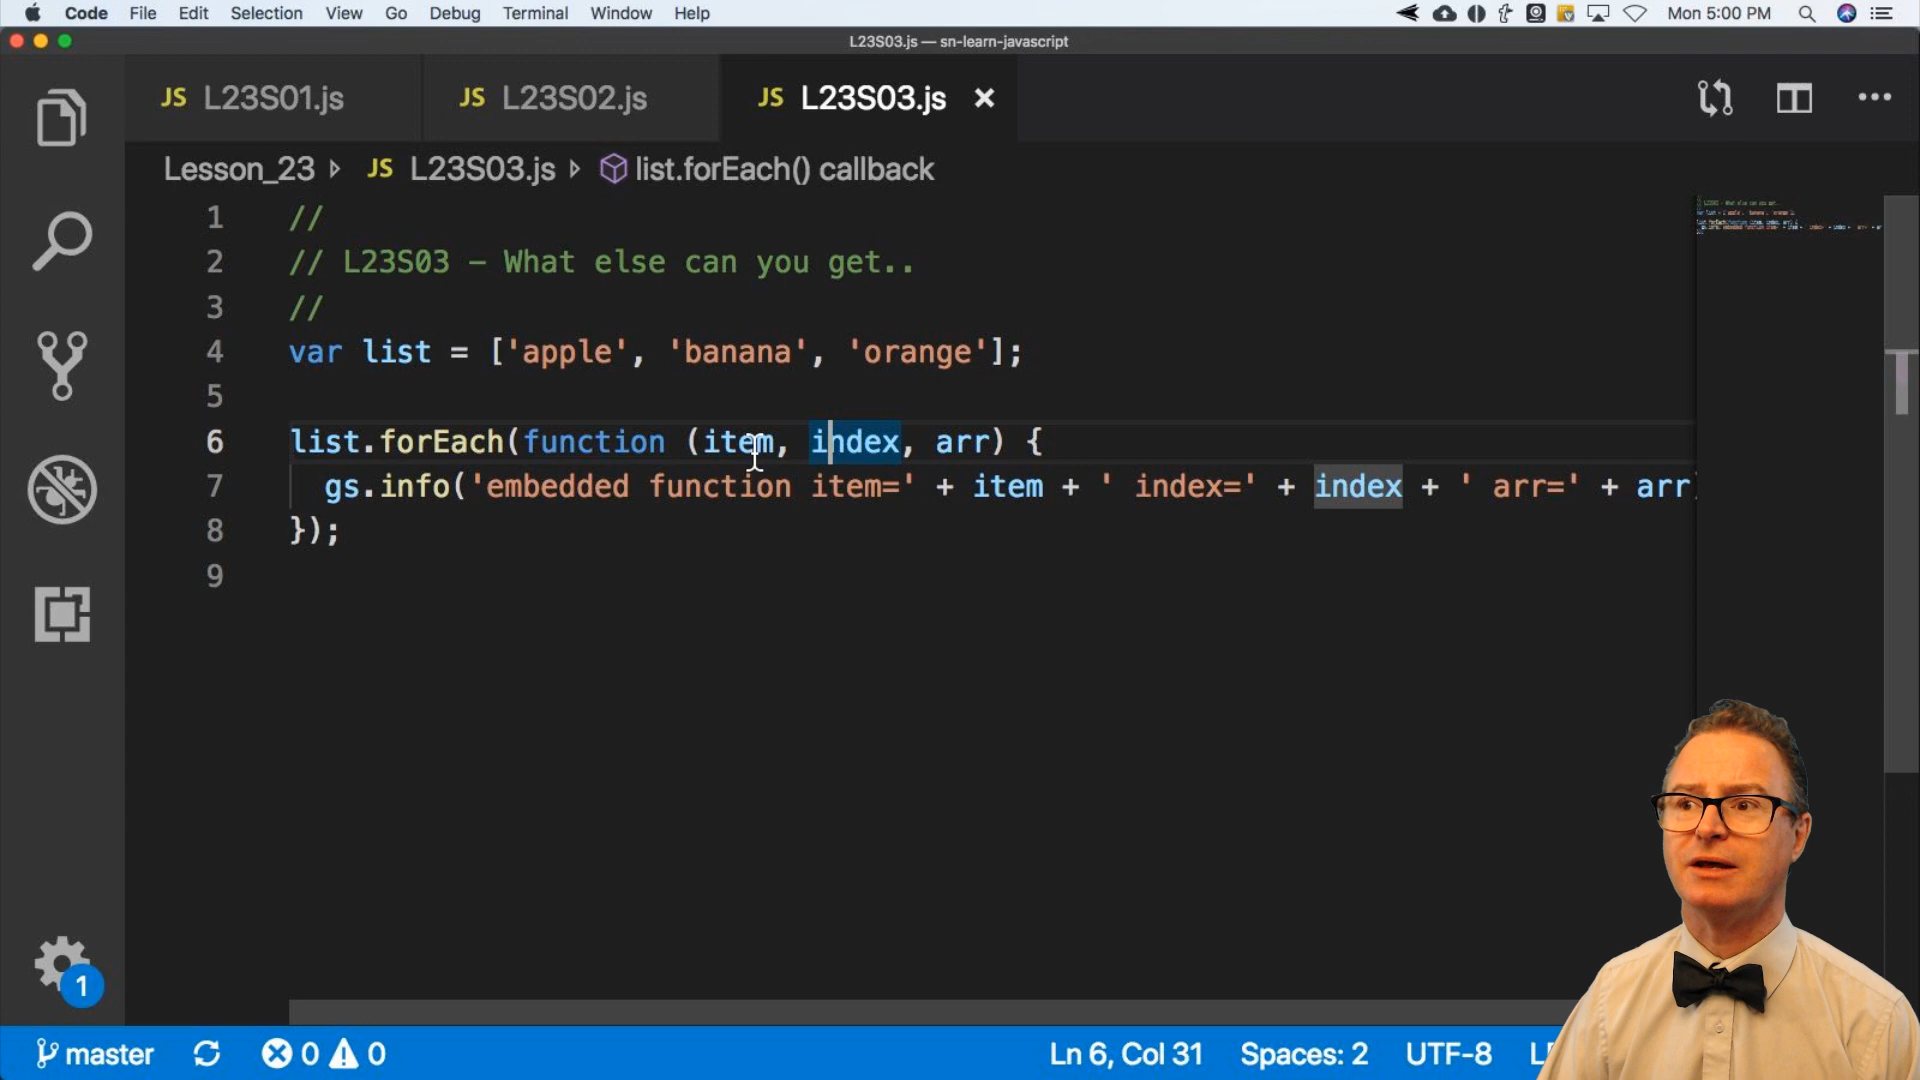 Code File Edit Selection View Go Debug Terminal Window Help Mon 5:00 PM
L23S03.js — sn-learn-javascript
JS L23S01.js JS L23S02.js JS L23S03.js
Lesson_23 JS L23S03.js list.forEach() callback
1 //
2 // L23S03 - What else can you get..
3 //
4 var list = ['apple', 'banana', 'orange'];
5
6 list.forEach(function (item, index, arr) {
7 gs.info('embedded function item=' + item + ' index=' + index + ' arr=' + arr
8 });
9
1
master 0 0 Ln 6, Col 31 Spaces: 2 UTF-8